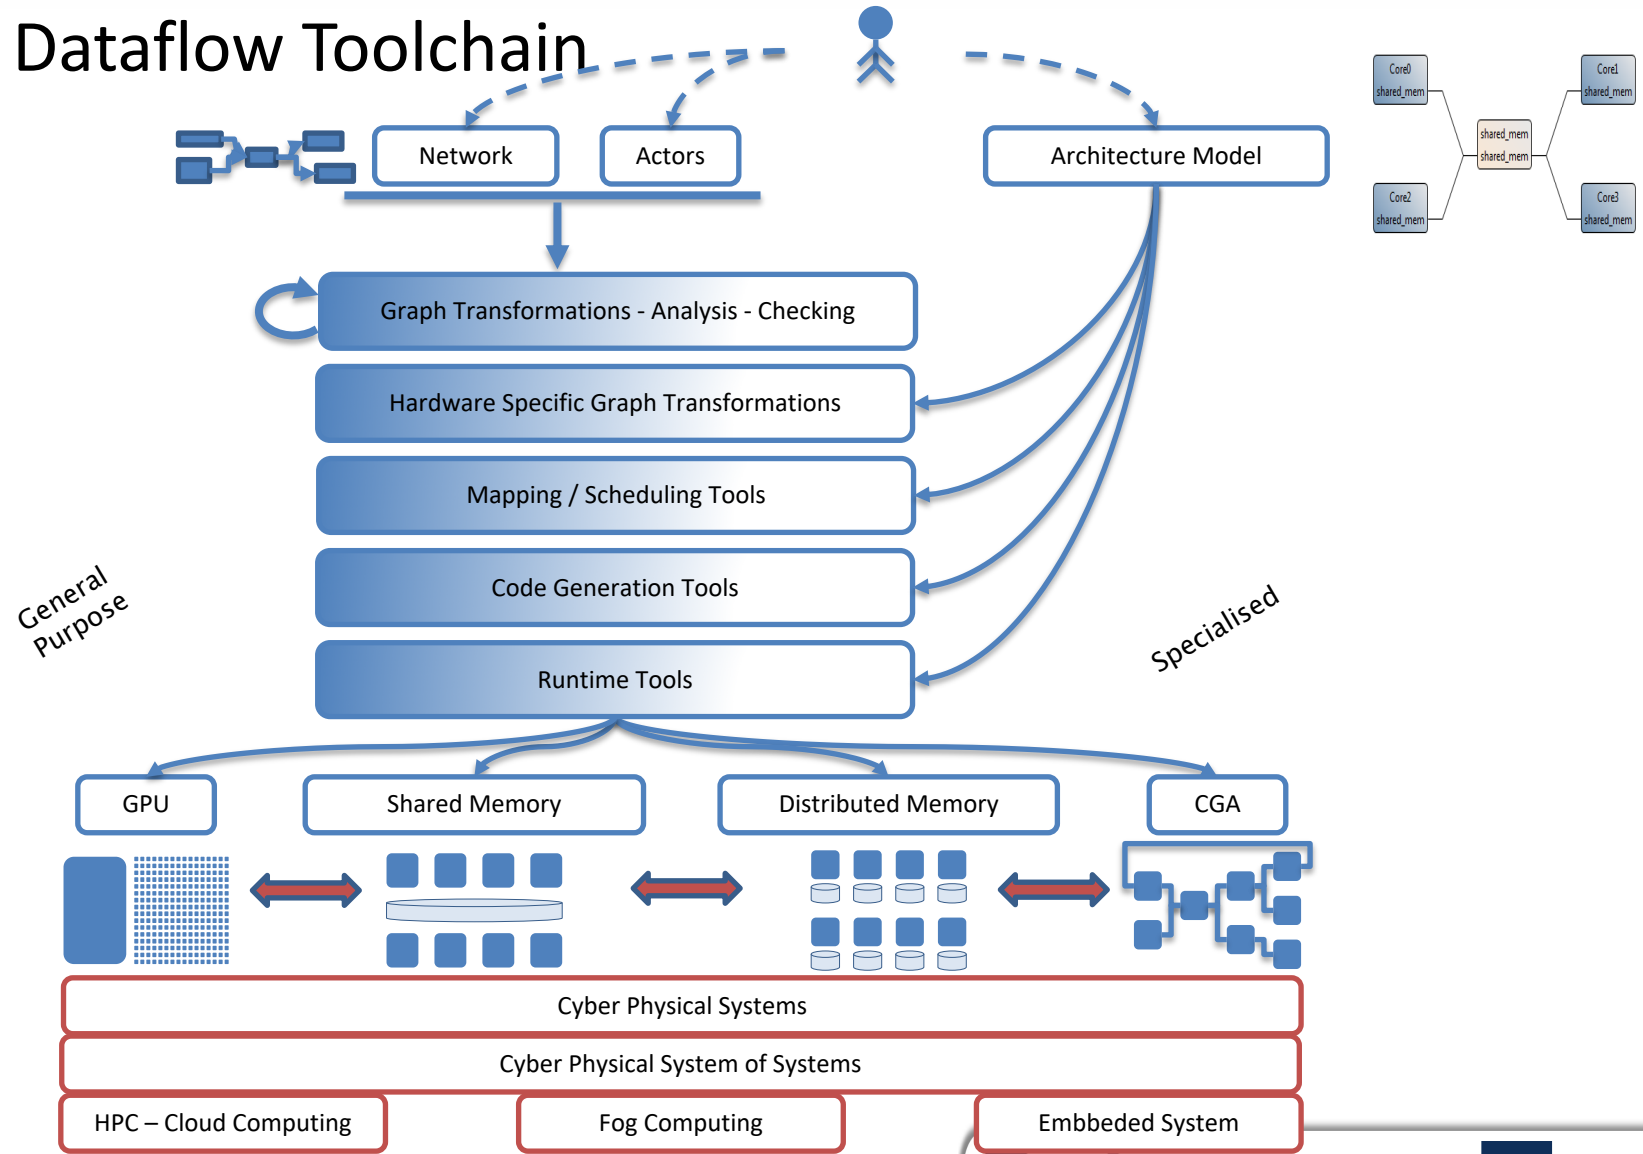 Dataflow Toolchain
Network
Actors
Architecture Model
Core0
shared_mem
Core1
shared_mem
shared_mem
shared_mem
Core2
shared_mem
Core3
shared_mem
Graph Transformations - Analysis - Checking
Hardware Specific Graph Transformations
Mapping / Scheduling Tools
Code Generation Tools
Runtime Tools
General
Purpose
Specialised
GPU
Shared Memory
Distributed Memory
CGA
Cyber Physical Systems
Cyber Physical System of Systems
HPC – Cloud Computing
Fog Computing
Embbeded System